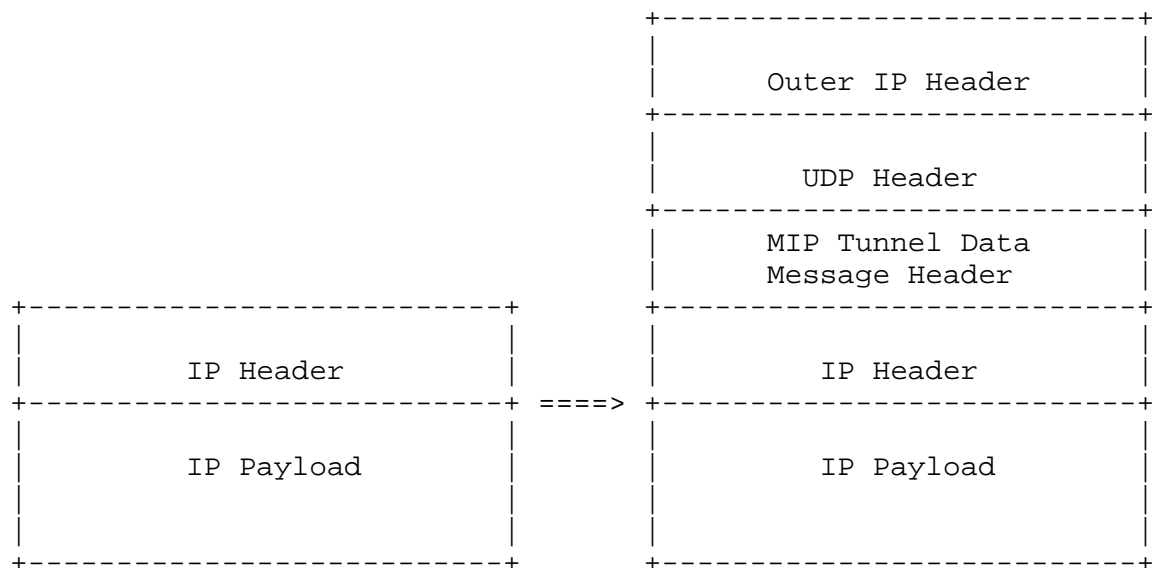 +---------------------------+
|                           |
|      Outer IP Header      |
+---------------------------+
|                           |
|        UDP Header         |
+---------------------------+
|      MIP Tunnel Data      |
|      Message Header       |
+---------------------------+      +---------------------------+
|                           |      |                           |
|         IP Header         |      |         IP Header         |
+---------------------------+ ====> +---------------------------+
|                           |      |                           |
|         IP Payload        |      |         IP Payload        |
|                           |      |                           |
|                           |      |                           |
+---------------------------+      +---------------------------+